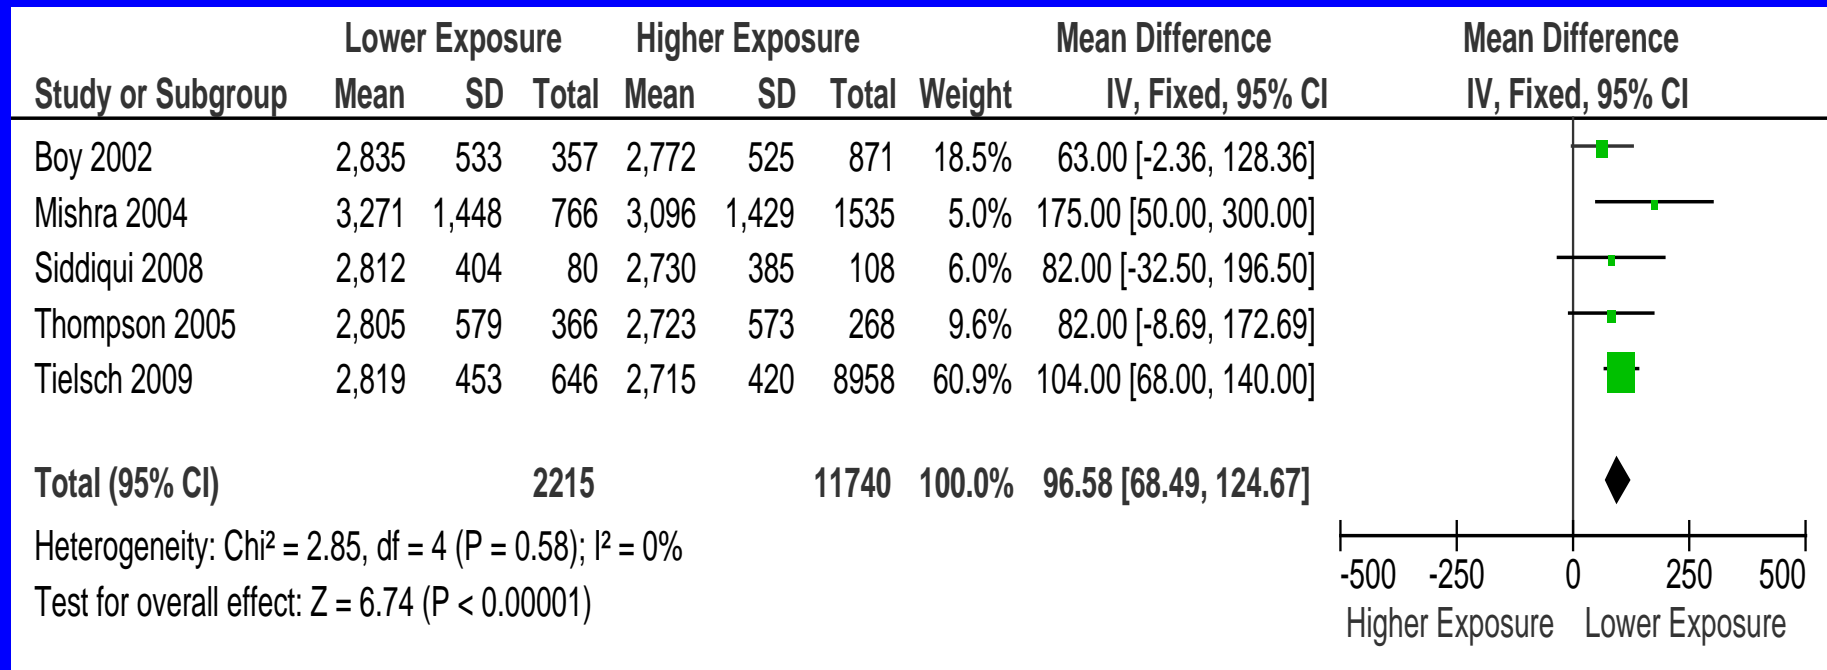 Lower Exposure Higher Exposure Mean Difference Mean Difference
Study or Subgroup Mean SD Total Mean SD Total Weight IV, Fixed, 95% CI IV, Fixed, 95% CI
Boy 2002 2,835 533 357 2,772 525 871 18.5% 63.00 [-2.36, 128.36]
Mishra 2004 3,271 1,448 766 3,096 1,429 1535 5.0% 175.00 [50.00, 300.00]
Siddiqui 2008 2,812 404 80 2,730 385 108 6.0% 82.00 [-32.50, 196.50]
Thompson 2005 2,805 579 366 2,723 573 268 9.6% 82.00 [-8.69, 172.69]
Tielsch 2009 2,819 453 646 2,715 420 8958 60.9% 104.00 [68.00, 140.00]
Total (95% CI) 2215 11740 100.0% 96.58 [68.49, 124.67]
Heterogeneity: Chi² = 2.85, df = 4 (P = 0.58); I² = 0%
Test for overall effect: Z = 6.74 (P < 0.00001)
-500 -250 0 250 500
Higher Exposure Lower Exposure